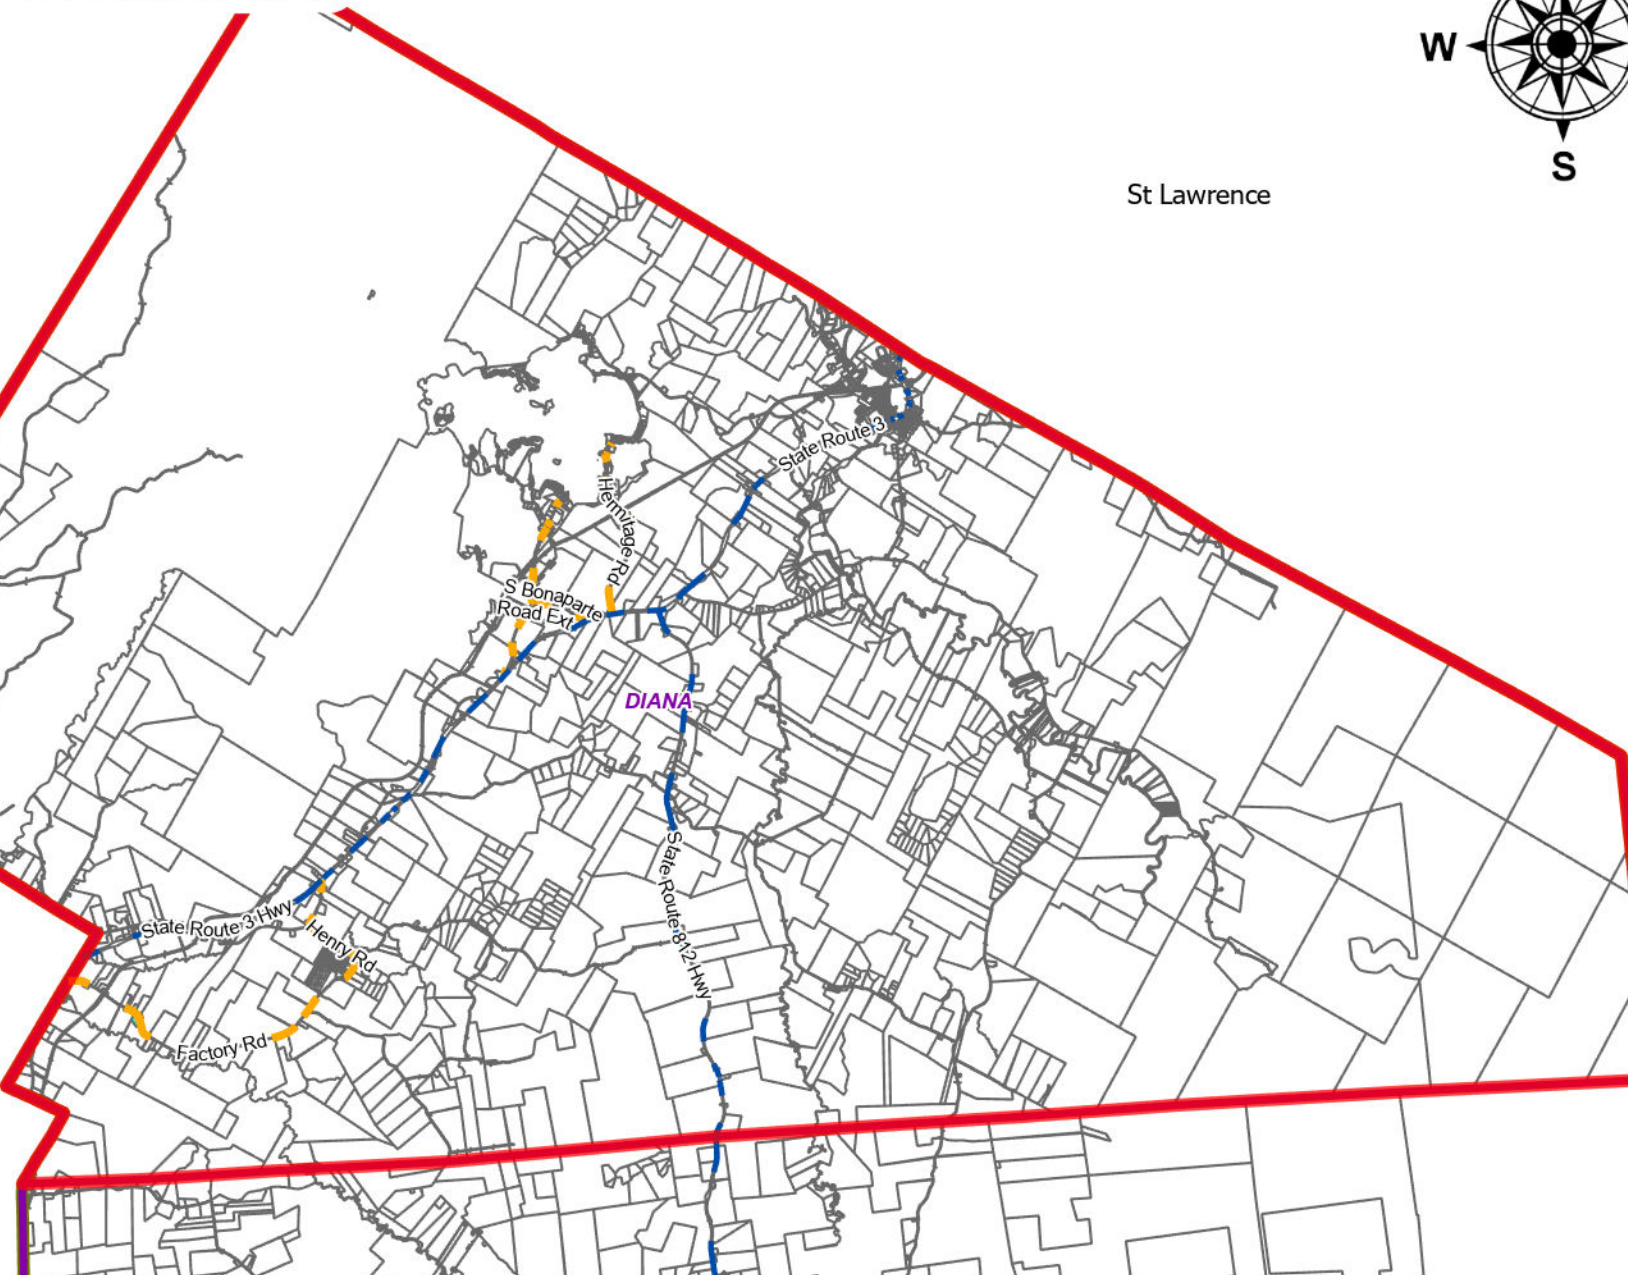 W
S
St Lawrence
State Route 3
Hermitage Rd
S Bonaparte
Road Ext
DIANA
State Route 812 Hwy
State Route 3 Hwy
Henry Rd
Factory Rd